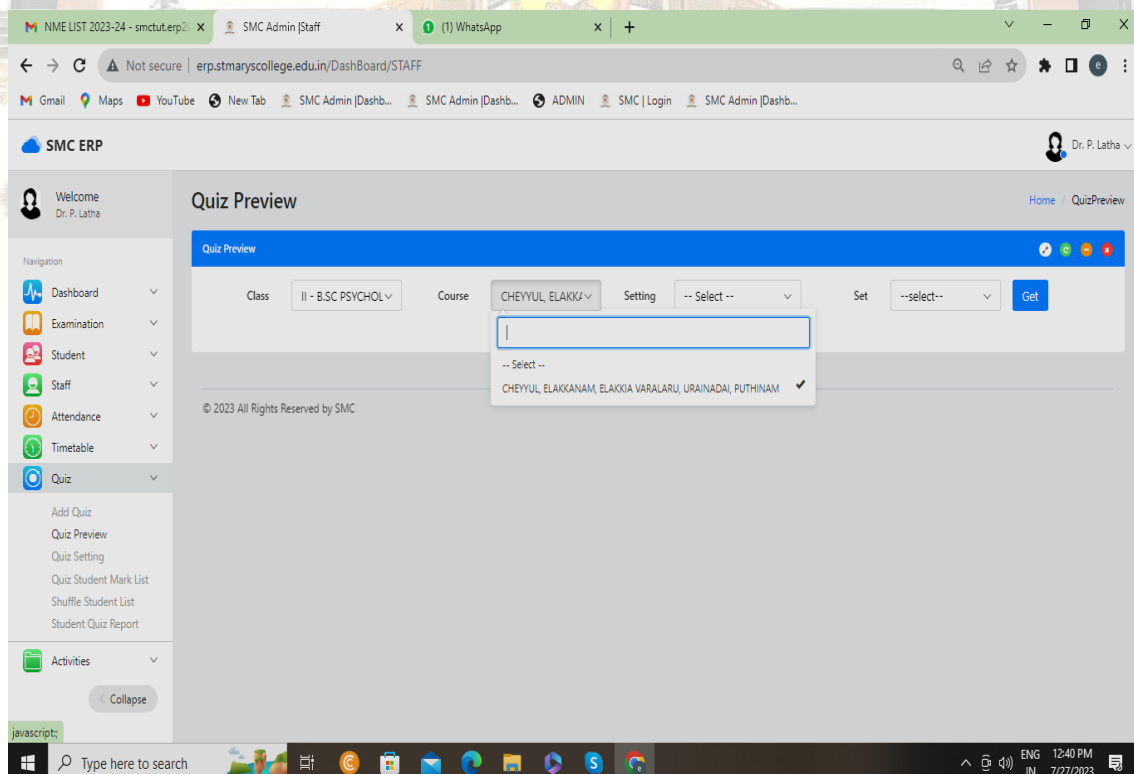 NME LIST 2023-24 - smctut.erp2
SMC Admin |Staff
(1) WhatsApp
Not secure | erp.stmaryscollege.edu.in/DashBoard/STAFF
Gmail Maps YouTube New Tab SMC Admin |Dashb... SMC Admin |Dashb... ADMIN SMC | Login SMC Admin |Dashb...
SMC ERP
Dr. P. Latha
Welcome
Dr. P. Latha
Quiz Preview
Home / QuizPreview
Navigation
Quiz Preview
Dashboard
Examination
Student
Staff
Attendance
Timetable
Quiz
Add Quiz
Quiz Preview
Quiz Setting
Quiz Student Mark List
Shuffle Student List
Student Quiz Report
Activities
Collapse
Class II - B.SC PSYCHOL Course CHEYYUL, ELAKKA Setting -- Select -- Set --select-- Get
-- Select --
CHEYYUL, ELAKKANAM, ELAKKIA VARALARU, URAINADAI, PUTHINAM
© 2023 All Rights Reserved by SMC
javascript:;
Type here to search
ENG 12:40 PM
IN 7/27/2023